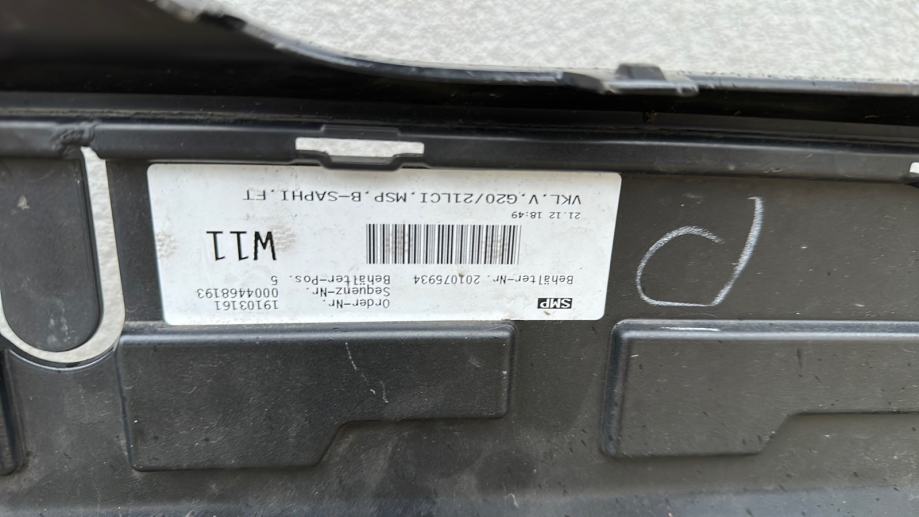 SMP
Order-Nr. 19103161
Sequenz-Nr. 0004468193
Behälter-Nr. 201075934 Behälter-Pos. 5
W11
21.12 18:49
VKL.V.G20/21LCI.MSP.B-SAPHI.FT